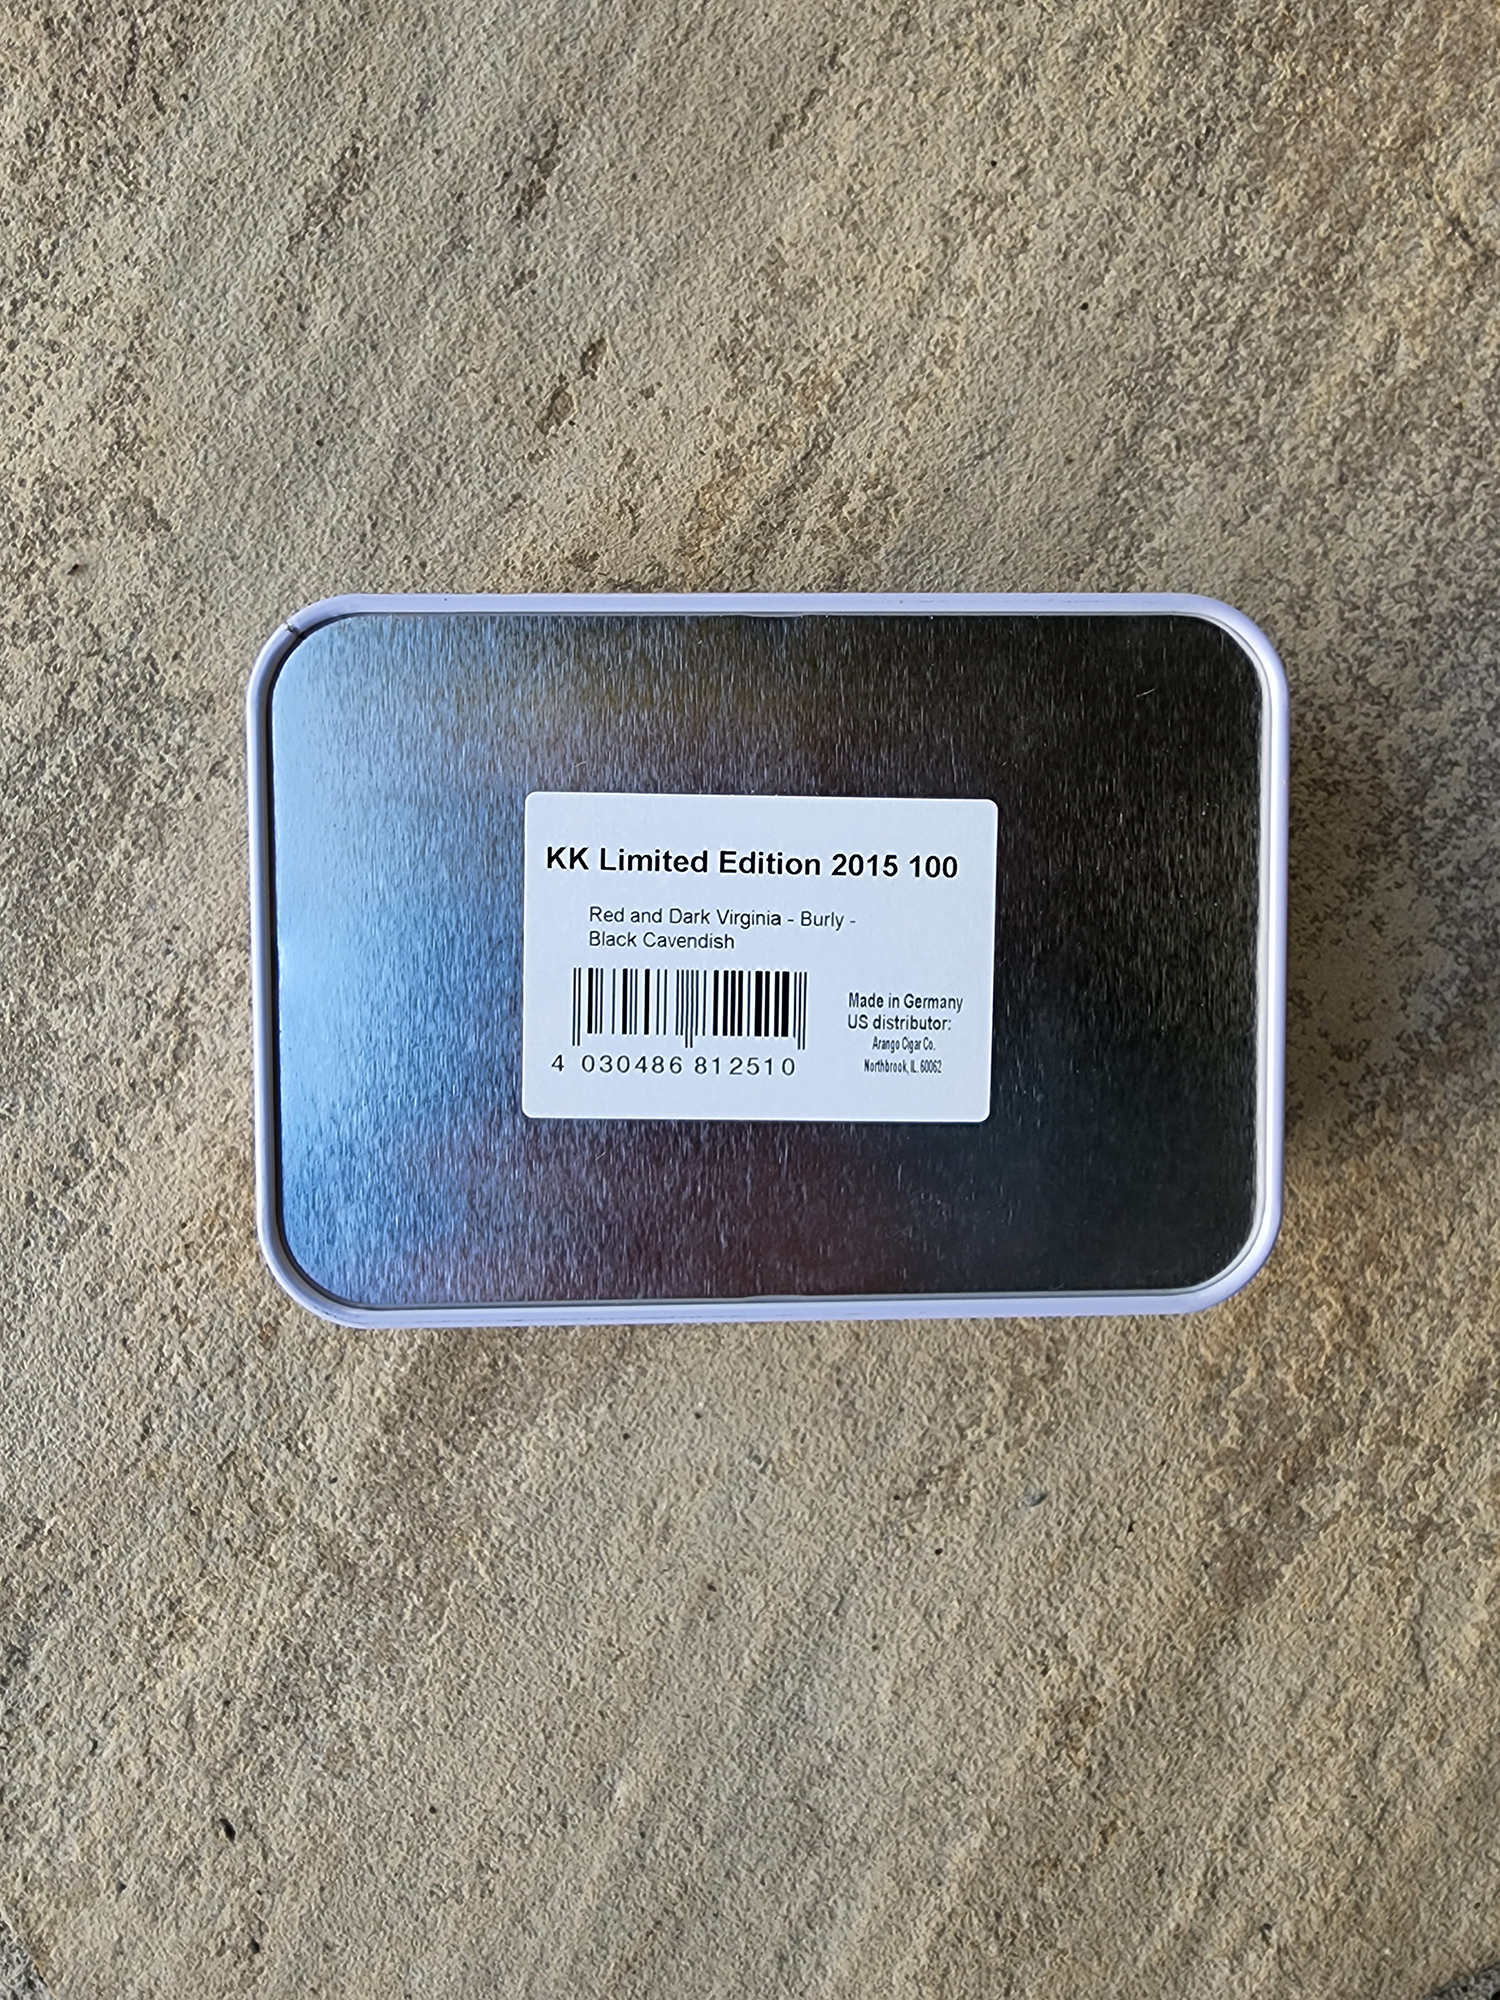 KK Limited Edition 2015 100
Red and Dark Virginia - Burly -
Black Cavendish
4 030486 812510
Made in Germany
US distributor:
Arango Cigar Co.
Northbrook, IL. 60062